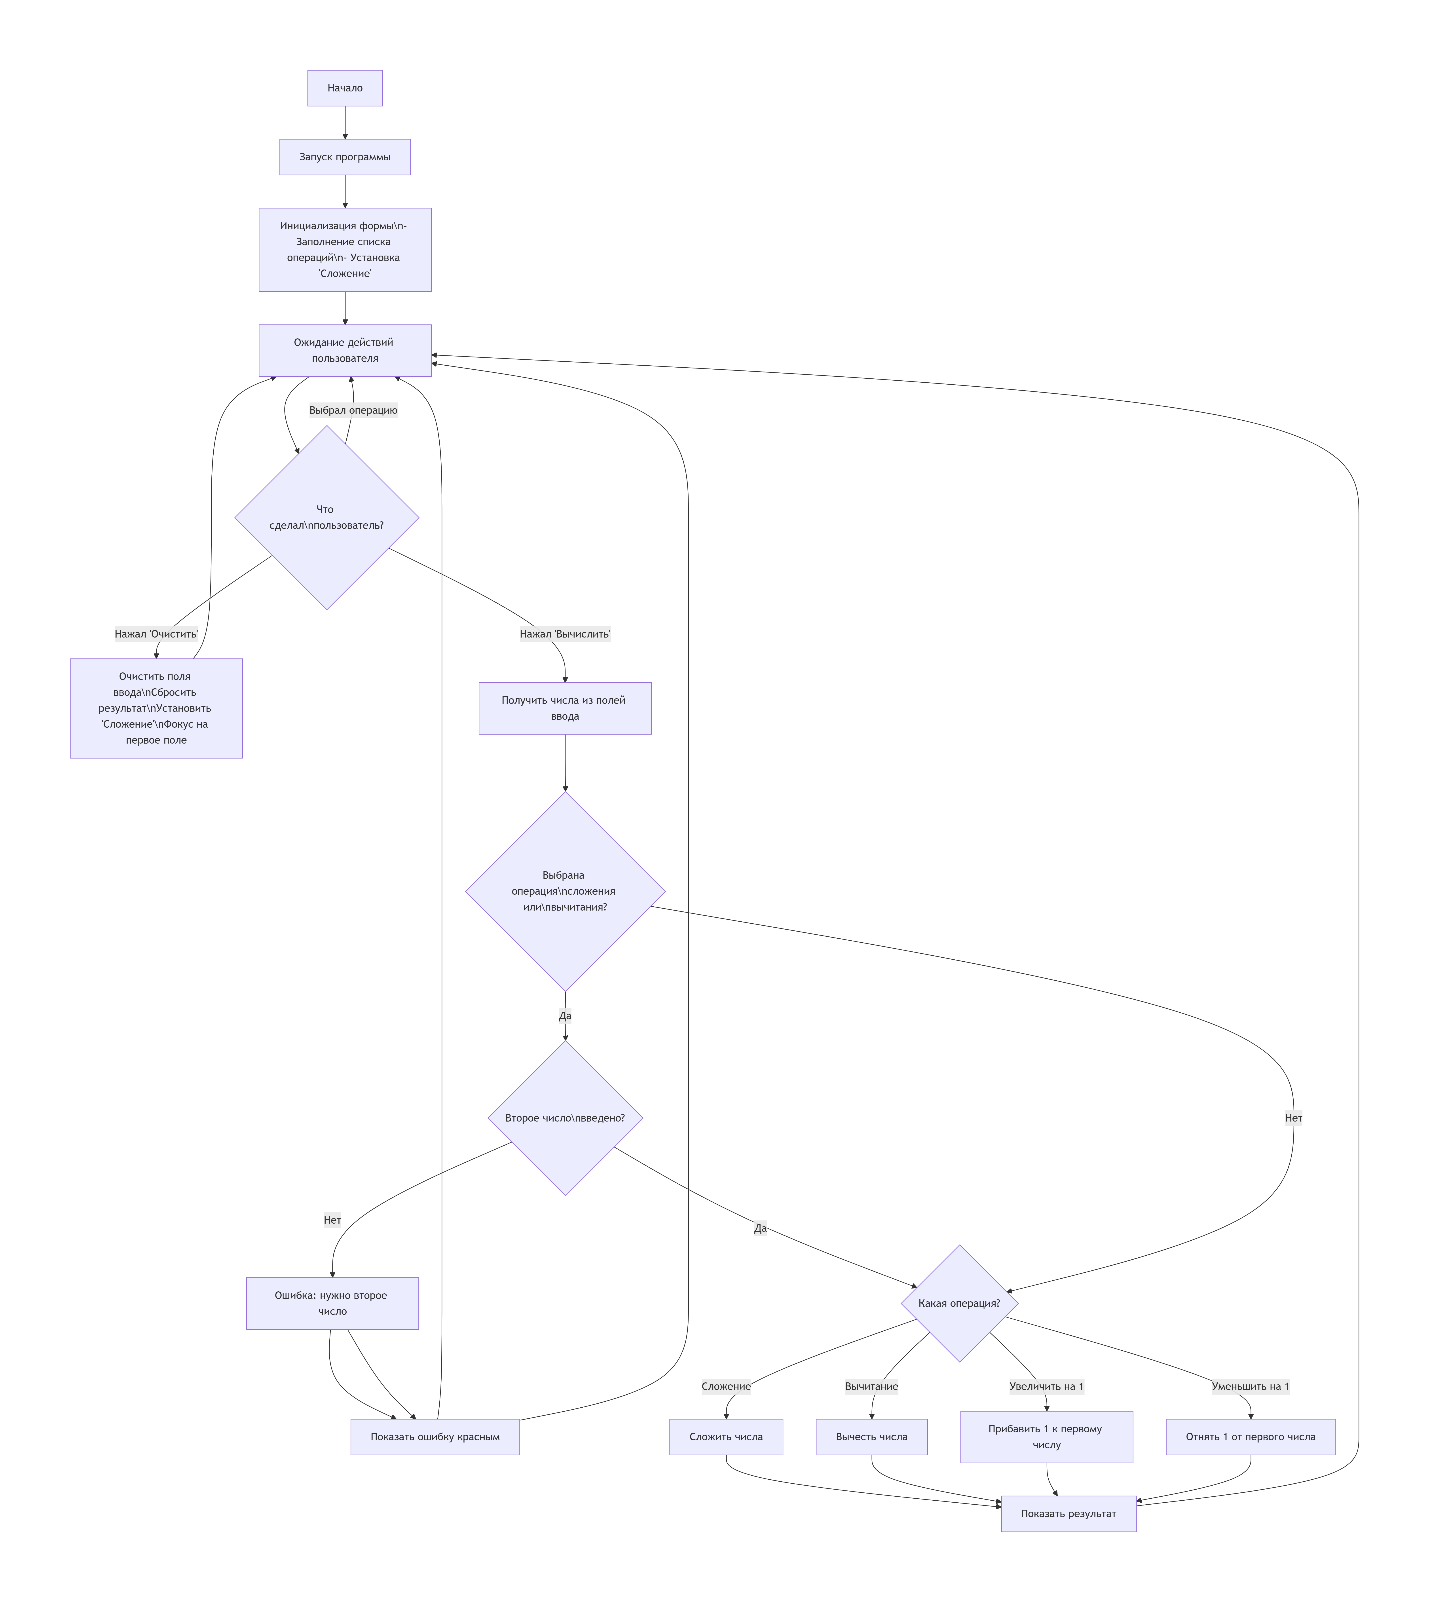 Начало
Запуск программы
Инициализация формы\n-
Заполнение списка
операций\n- Установка
'Сложение'
Ожидание действий
пользователя
Выбрал операцию
Что
сделал\nпользователь?
Нажал 'Очистить'
Нажал 'Вычислить'
Очистить поля
ввода\nСбросить
результат\nУстановить
'Сложение'\nФокус на
первое поле
Получить числа из полей
ввода
Выбрана
операция\nсложения
или\nвычитания?
Да
Второе число\nвведено?
Нет
Нет
Да
Ошибка: нужно второе
число
Какая операция?
Сложение
Вычитание
Увеличить на 1
Уменьшить на 1
Показать ошибку красным
Сложить числа
Вычесть числа
Прибавить 1 к первому
числу
Отнять 1 от первого числа
Показать результат